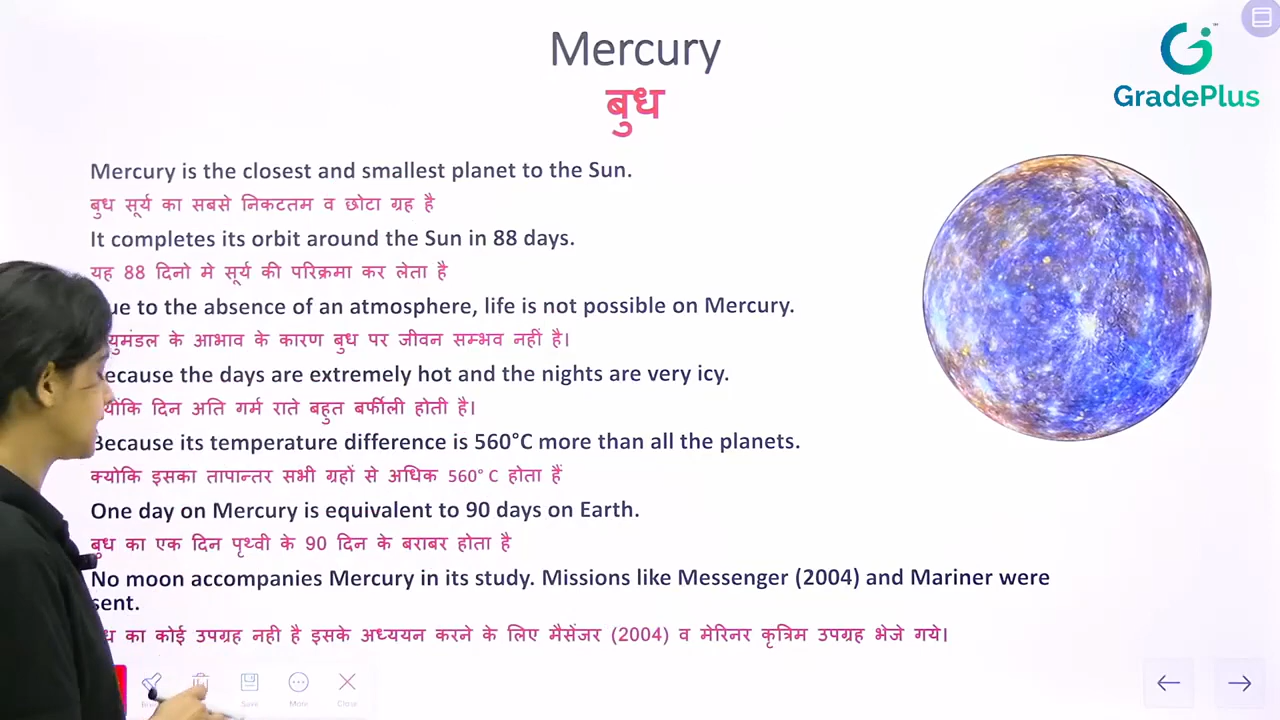 Mercury
बुध
GradePlus
Mercury is the closest and smallest planet to the Sun.
बुध सूर्य का सबसे निकटतम व छोटा ग्रह है
It completes its orbit around the Sun in 88 days.
यह 88 दिनो मे सूर्य की परिक्रमा कर लेता है
to the absence of an atmosphere, life is not possible on Mercury.
के आभाव के कारण बुध पर जीवन सम्भव नहीं है।
the days are extremely hot and the nights are very icy.
दिन अति गर्म राते बहुत बर्फीली होती है।
Because its temperature difference is 560°C more than all the planets.
क्योकि इसका तापान्तर सभी ग्रहों से अधिक 560° C होता हैं
One day on Mercury is equivalent to 90 days on Earth.
बुध का एक दिन पृथ्वी के 90 दिन के बराबर होता है
No moon accompanies Mercury in its study. Missions like Messenger (2004) and Mariner were
sent.
का कोई उपग्रह नही है इसके अध्ययन करने के लिए मैसेंजर (2004) व मेरिनर कृत्रिम उपग्रह भेजे गये।
Save More Close